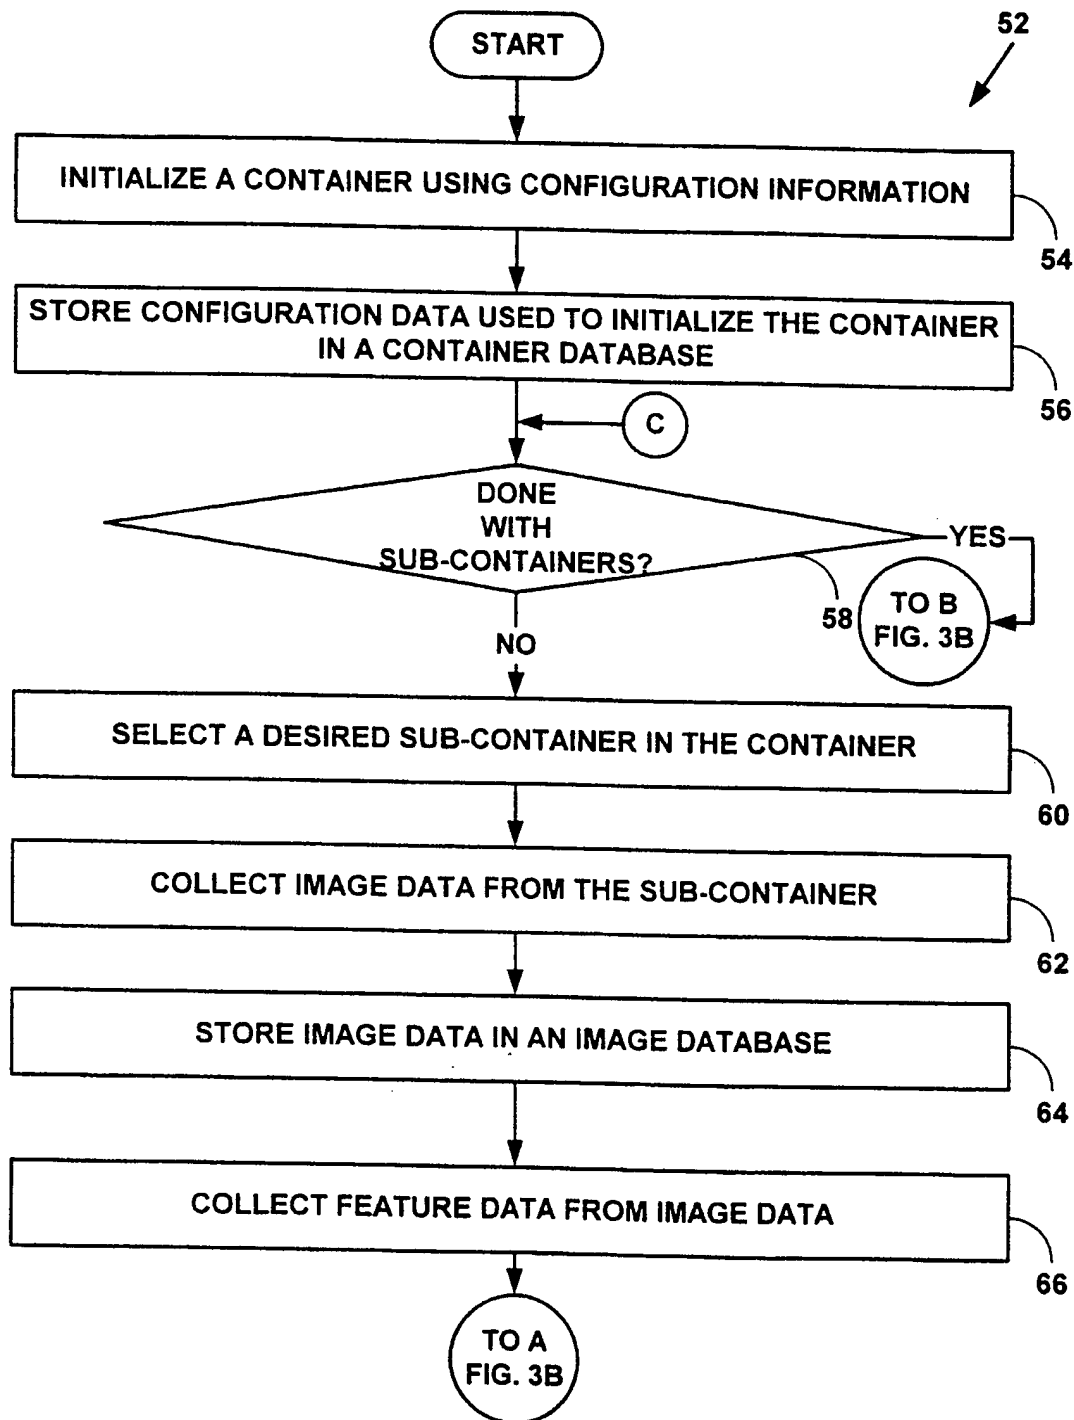 START
52
INITIALIZE A CONTAINER USING CONFIGURATION INFORMATION
54
STORE CONFIGURATION DATA USED TO INITIALIZE THE CONTAINER
IN A CONTAINER DATABASE
56
C
DONE
WITH
SUB-CONTAINERS?
YES
58
TO B
FIG. 3B
NO
SELECT A DESIRED SUB-CONTAINER IN THE CONTAINER
60
COLLECT IMAGE DATA FROM THE SUB-CONTAINER
62
STORE IMAGE DATA IN AN IMAGE DATABASE
64
COLLECT FEATURE DATA FROM IMAGE DATA
66
TO A
FIG. 3B